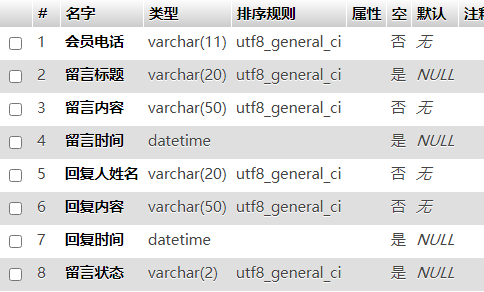 # 名字 类型 排序规则 属性 空 默认 注释
1 会员电话 varchar(11) utf8_general_ci 否 无
2 留言标题 varchar(20) utf8_general_ci 是 NULL
3 留言内容 varchar(50) utf8_general_ci 否 无
4 留言时间 datetime 是 NULL
5 回复人姓名 varchar(20) utf8_general_ci 否 无
6 回复内容 varchar(50) utf8_general_ci 否 无
7 回复时间 datetime 是 NULL
8 留言状态 varchar(2) utf8_general_ci 是 NULL